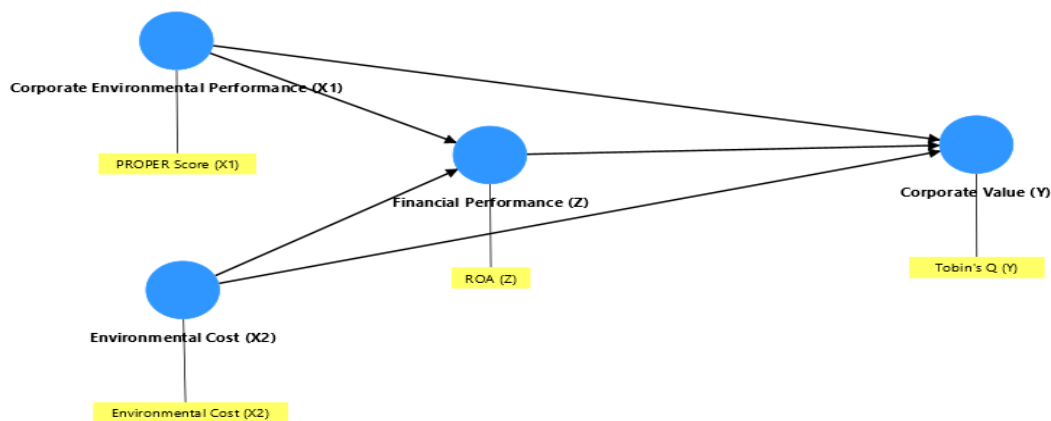 Corporate Environmental Performance (X1)
PROPER Score (X1)
Financial Performance (Z)
ROA (Z)
Corporate Value (Y)
Tobin's Q (Y)
Environmental Cost (X2)
Environmental Cost (X2)